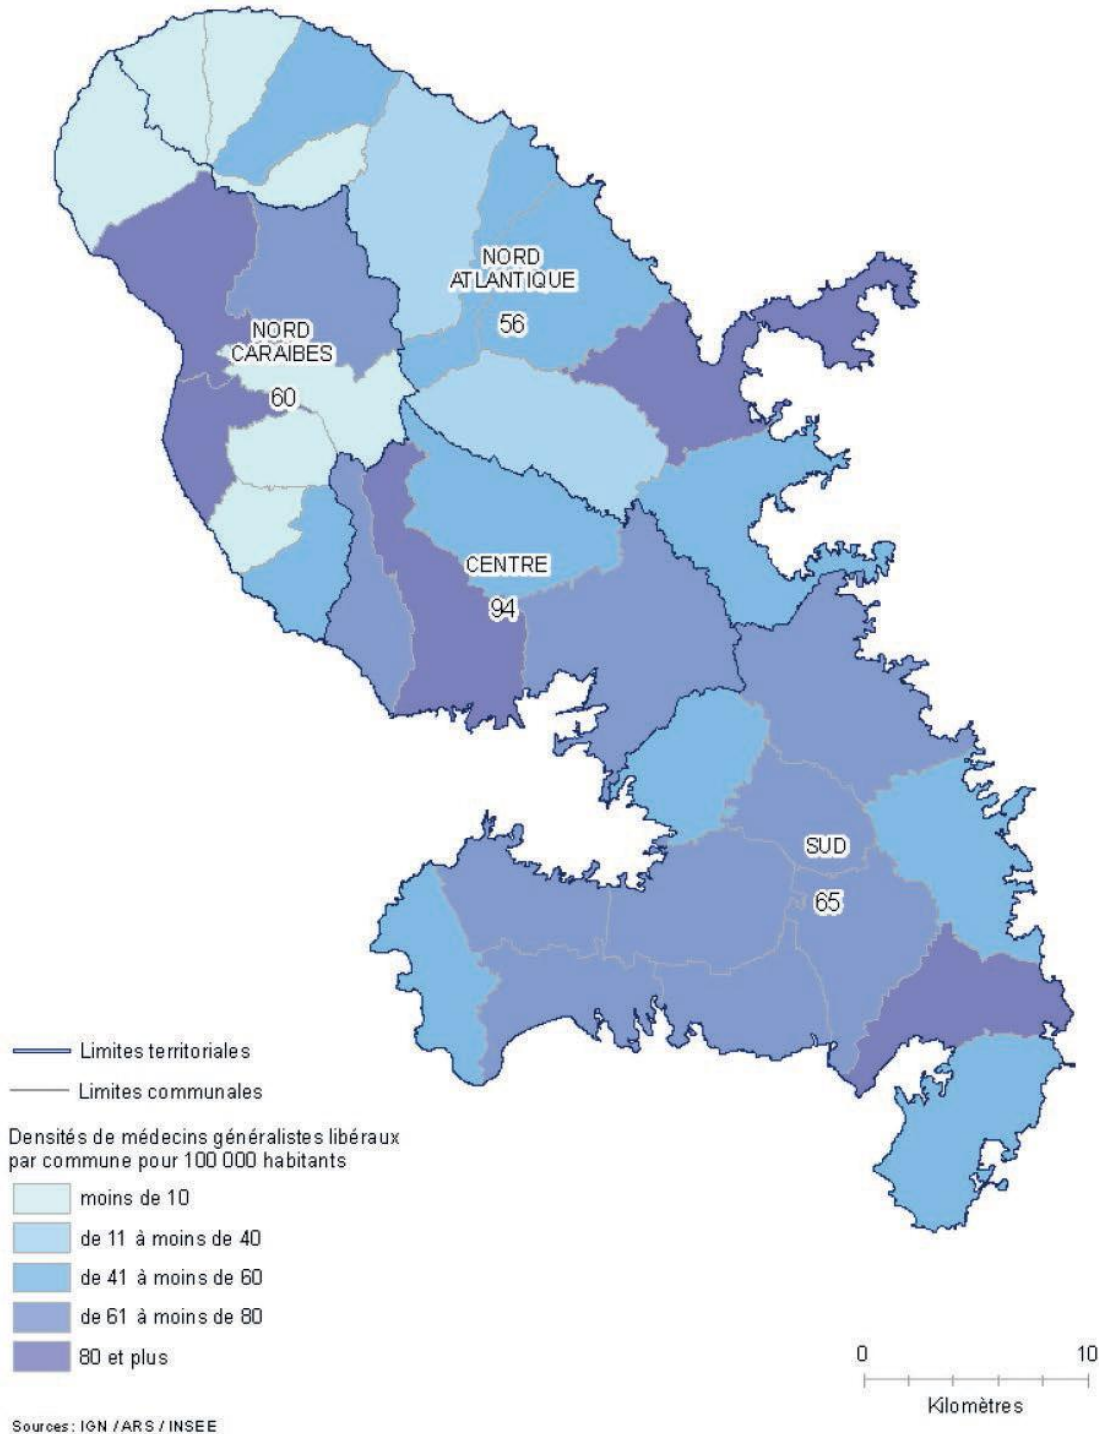 NORD
ATLANTIQUE
56
NORD
CARAIBES
60
CENTRE
94
SUD
65
Limites territoriales
Limites communales
Densités de médecins généralistes libéraux
par commune pour 100 000 habitants
moins de 10
de 11 à moins de 40
de 41 à moins de 60
de 61 à moins de 80
80 et plus
0 10
Kilomètres
Sources : IGN / ARS / INSEE